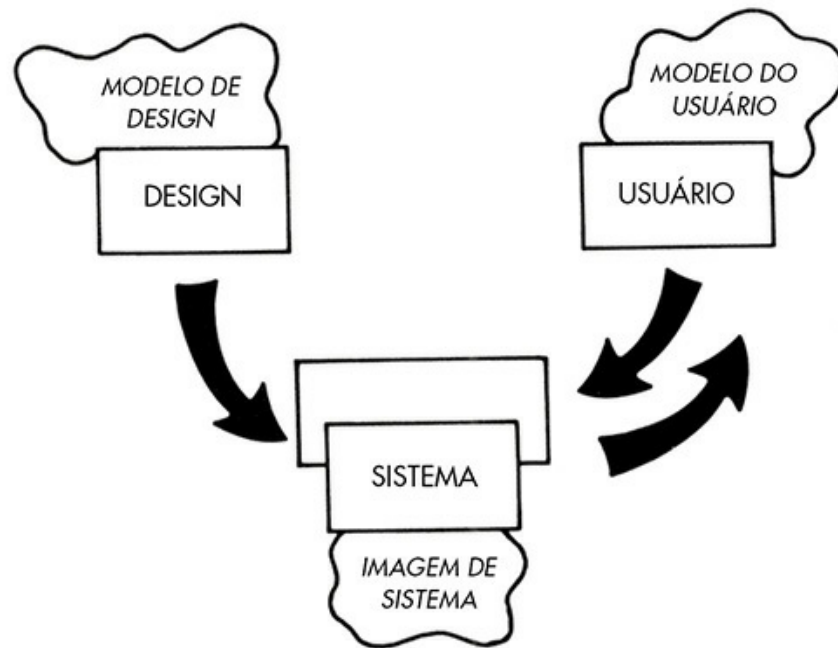 MODELO DE
DESIGN
DESIGN
MODELO DO
USUÁRIO
USUÁRIO
SISTEMA
IMAGEM DE
SISTEMA